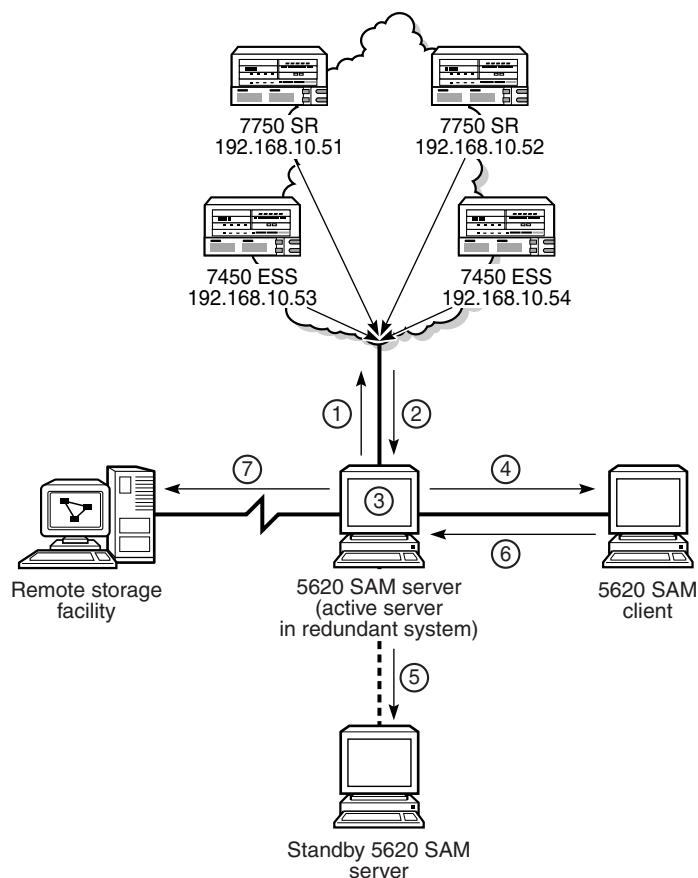 7750 SR
192.168.10.51
7750 SR
192.168.10.52
7450 ESS
192.168.10.53
7450 ESS
192.168.10.54
1
2
7
3
4
6
Remote storage
facility
5620 SAM server
(active server
in redundant system)
5620 SAM
client
5
Standby 5620 SAM
server